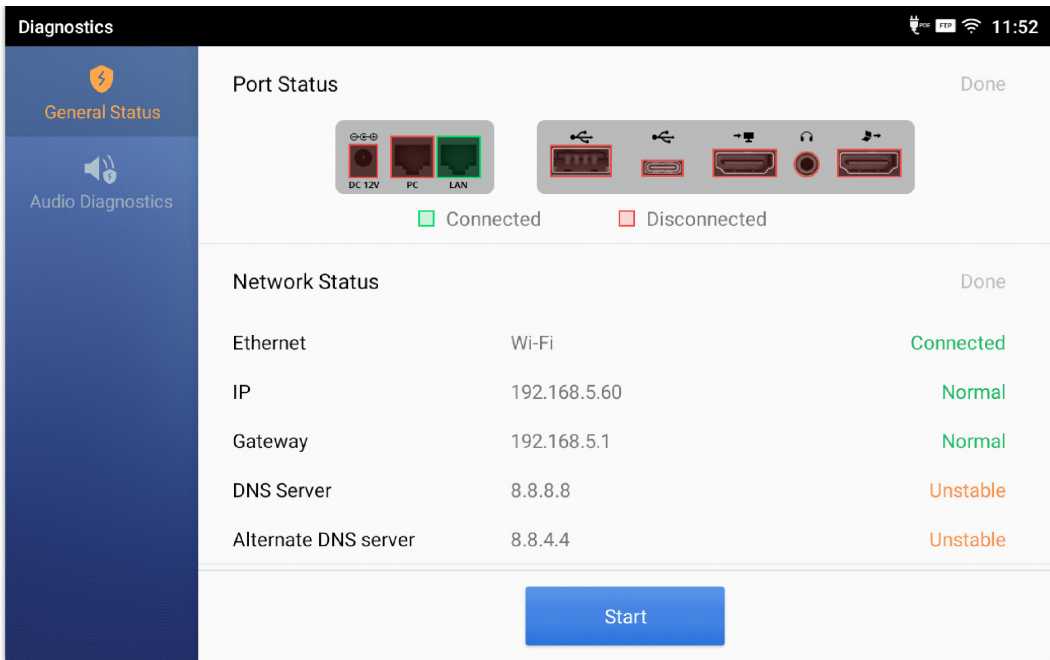 Diagnostics
PDF FTP 11:52
General Status
Audio Diagnostics
Port Status Done
DC 12V PC LAN
Connected Disconnected
Network Status Done
Ethernet Wi-Fi Connected
IP 192.168.5.60 Normal
Gateway 192.168.5.1 Normal
DNS Server 8.8.8.8 Unstable
Alternate DNS server 8.8.4.4 Unstable
Start